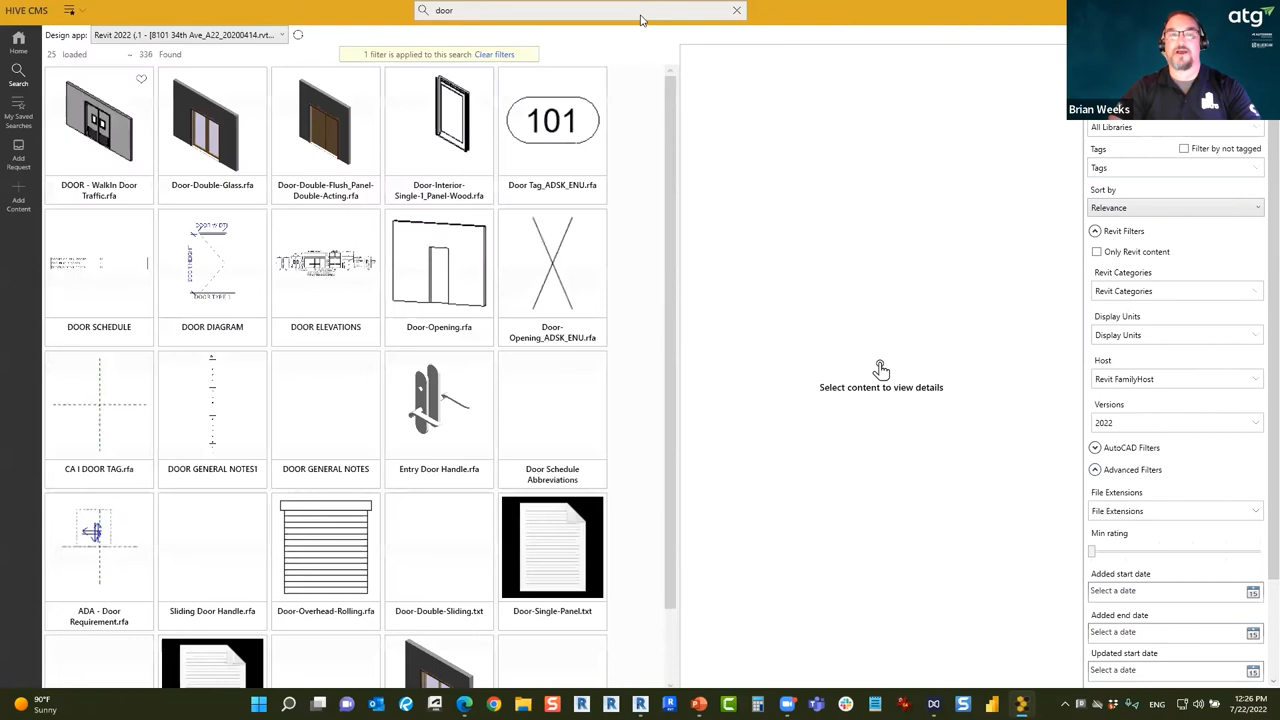 HIVE CMS
door
atg
AUTODESK
Brian Weeks
Design app:
Revit 2022 (.1 - [8101 34th Ave_A22_20200414.rvt...
25 loaded
-- 336 Found
1 filter is applied to this search Clear filters
Home
Search
My Saved
Searches
Add
Request
Add
Content
101
DOOR - WalkIn Door
Traffic.rfa
Door-Double-Glass.rfa
Door-Double-Flush_Panel-
Double-Acting.rfa
Door-Interior-
Single-1_Panel-Wood.rfa
Door Tag_ADSK_ENU.rfa
DOOR TYPE 1
DOOR SCHEDULE
DOOR DIAGRAM
DOOR ELEVATIONS
Door-Opening.rfa
Door-
Opening_ADSK_ENU.rfa
CA I DOOR TAG.rfa
DOOR GENERAL NOTES1
DOOR GENERAL NOTES
Entry Door Handle.rfa
Door Schedule
Abbreviations
ADA - Door
Requirement.rfa
Sliding Door Handle.rfa
Door-Overhead-Rolling.rfa
Door-Double-Sliding.txt
Door-Single-Panel.txt
Select content to view details
All Libraries
Tags
Filter by not tagged
Tags
Sort by
Relevance
Revit Filters
Only Revit content
Revit Categories
Revit Categories
Display Units
Display Units
Host
Revit FamilyHost
Versions
2022
AutoCAD Filters
Advanced Filters
File Extensions
File Extensions
Min rating
Added start date
Select a date
15
Added end date
Select a date
15
Updated start date
Select a date
15
90°F
Sunny
12:26 PM
7/22/2022